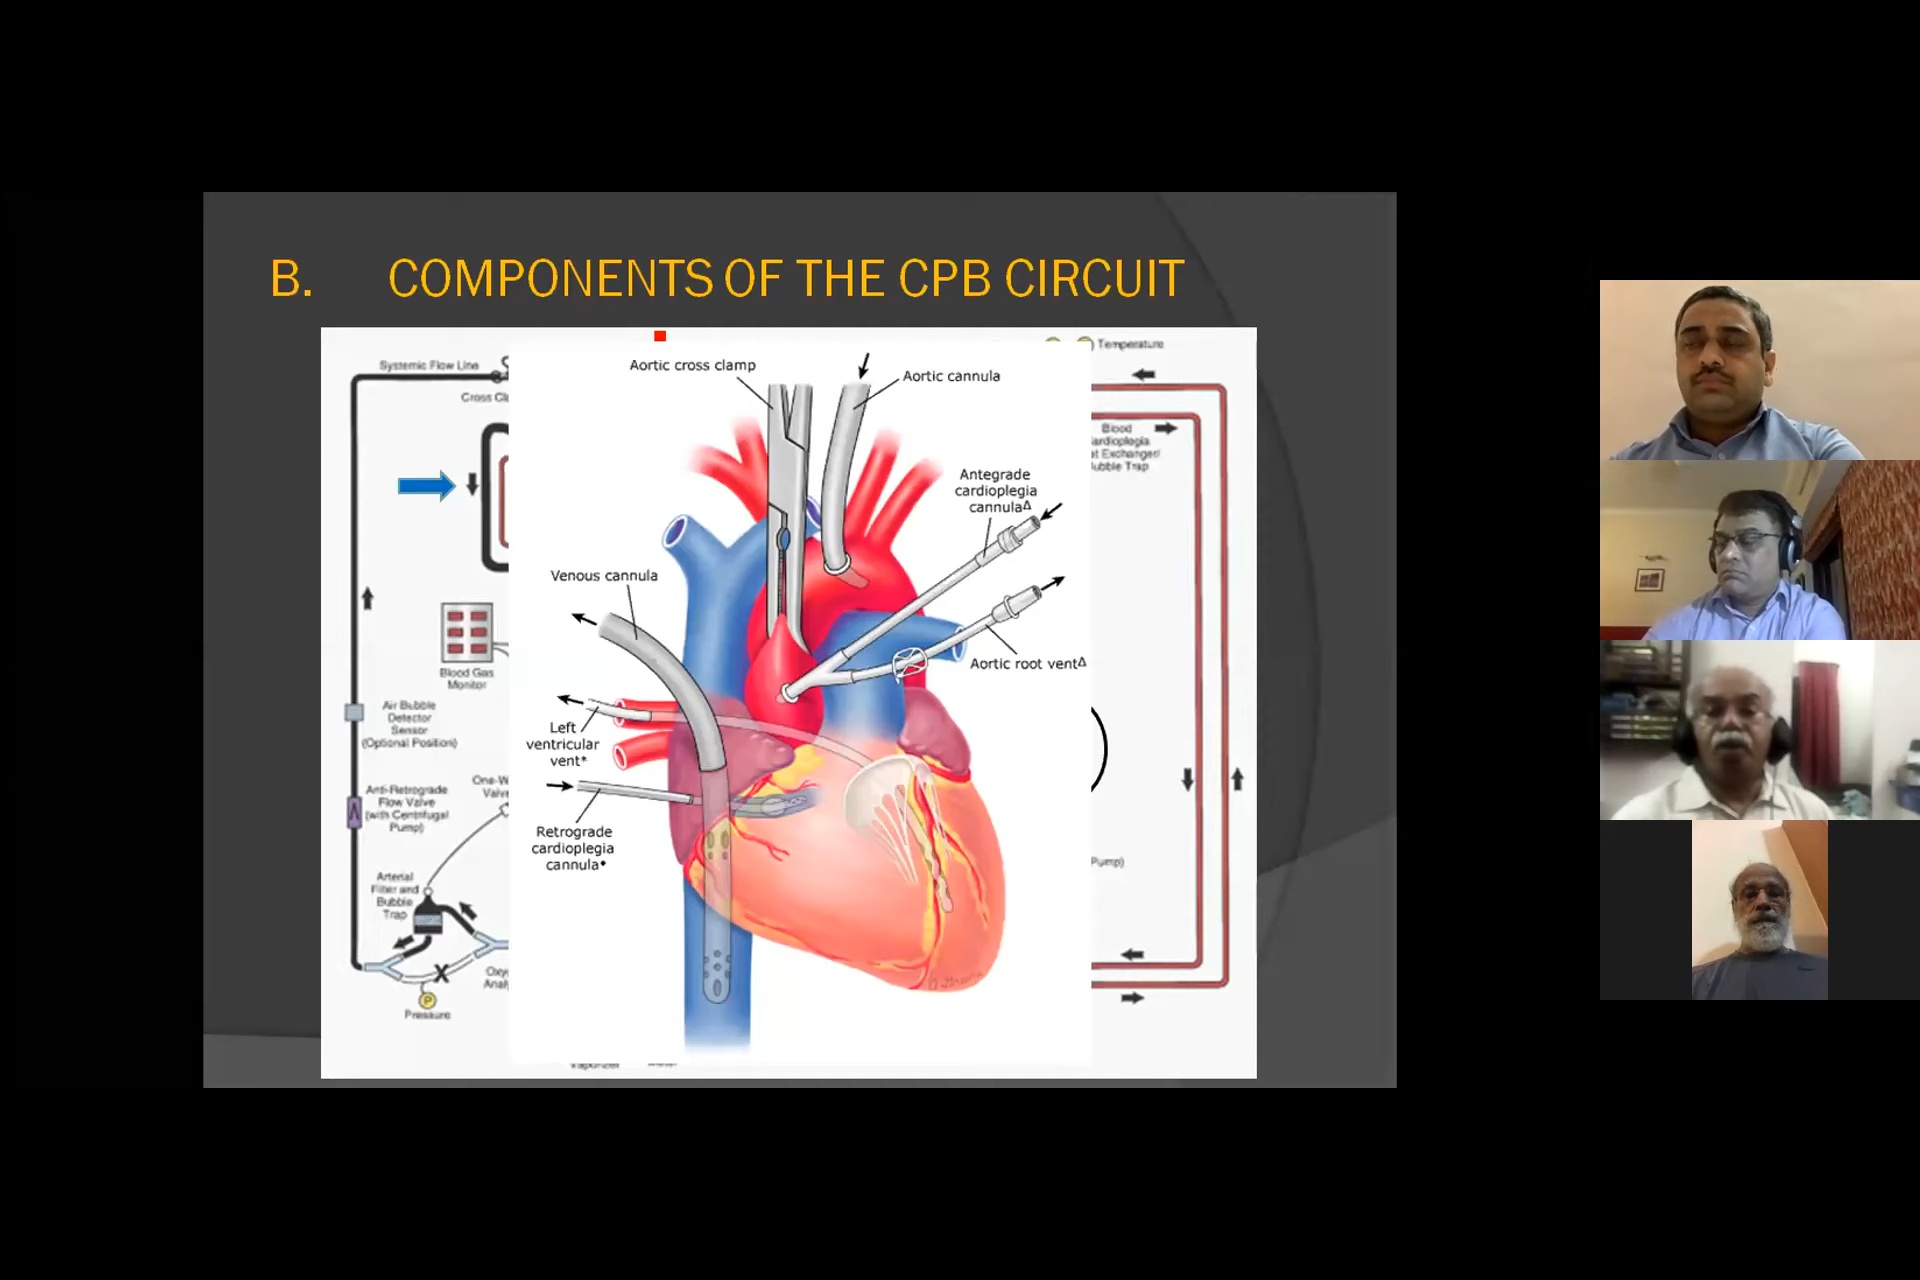 B. COMPONENTS OF THE CPB CIRCUIT
Systemic Flow Line
Temperature
Aortic cross clamp
Aortic cannula
Blood
Antegrade
cardioplegia
cannulaΔ
Venous cannula
Blood Gas
Monitor
Aortic root ventΔ
Air Bubble
Detector
Sensor
(Optional Position)
Left
ventricular
vent*
Anti-Retrograde
Flow Valve
(with Centrifugal
Pump)
Retrograde
cardioplegia
cannula♦
Pump)
Arterial
Filter and
Bubble
Trap
X
P
Pressure